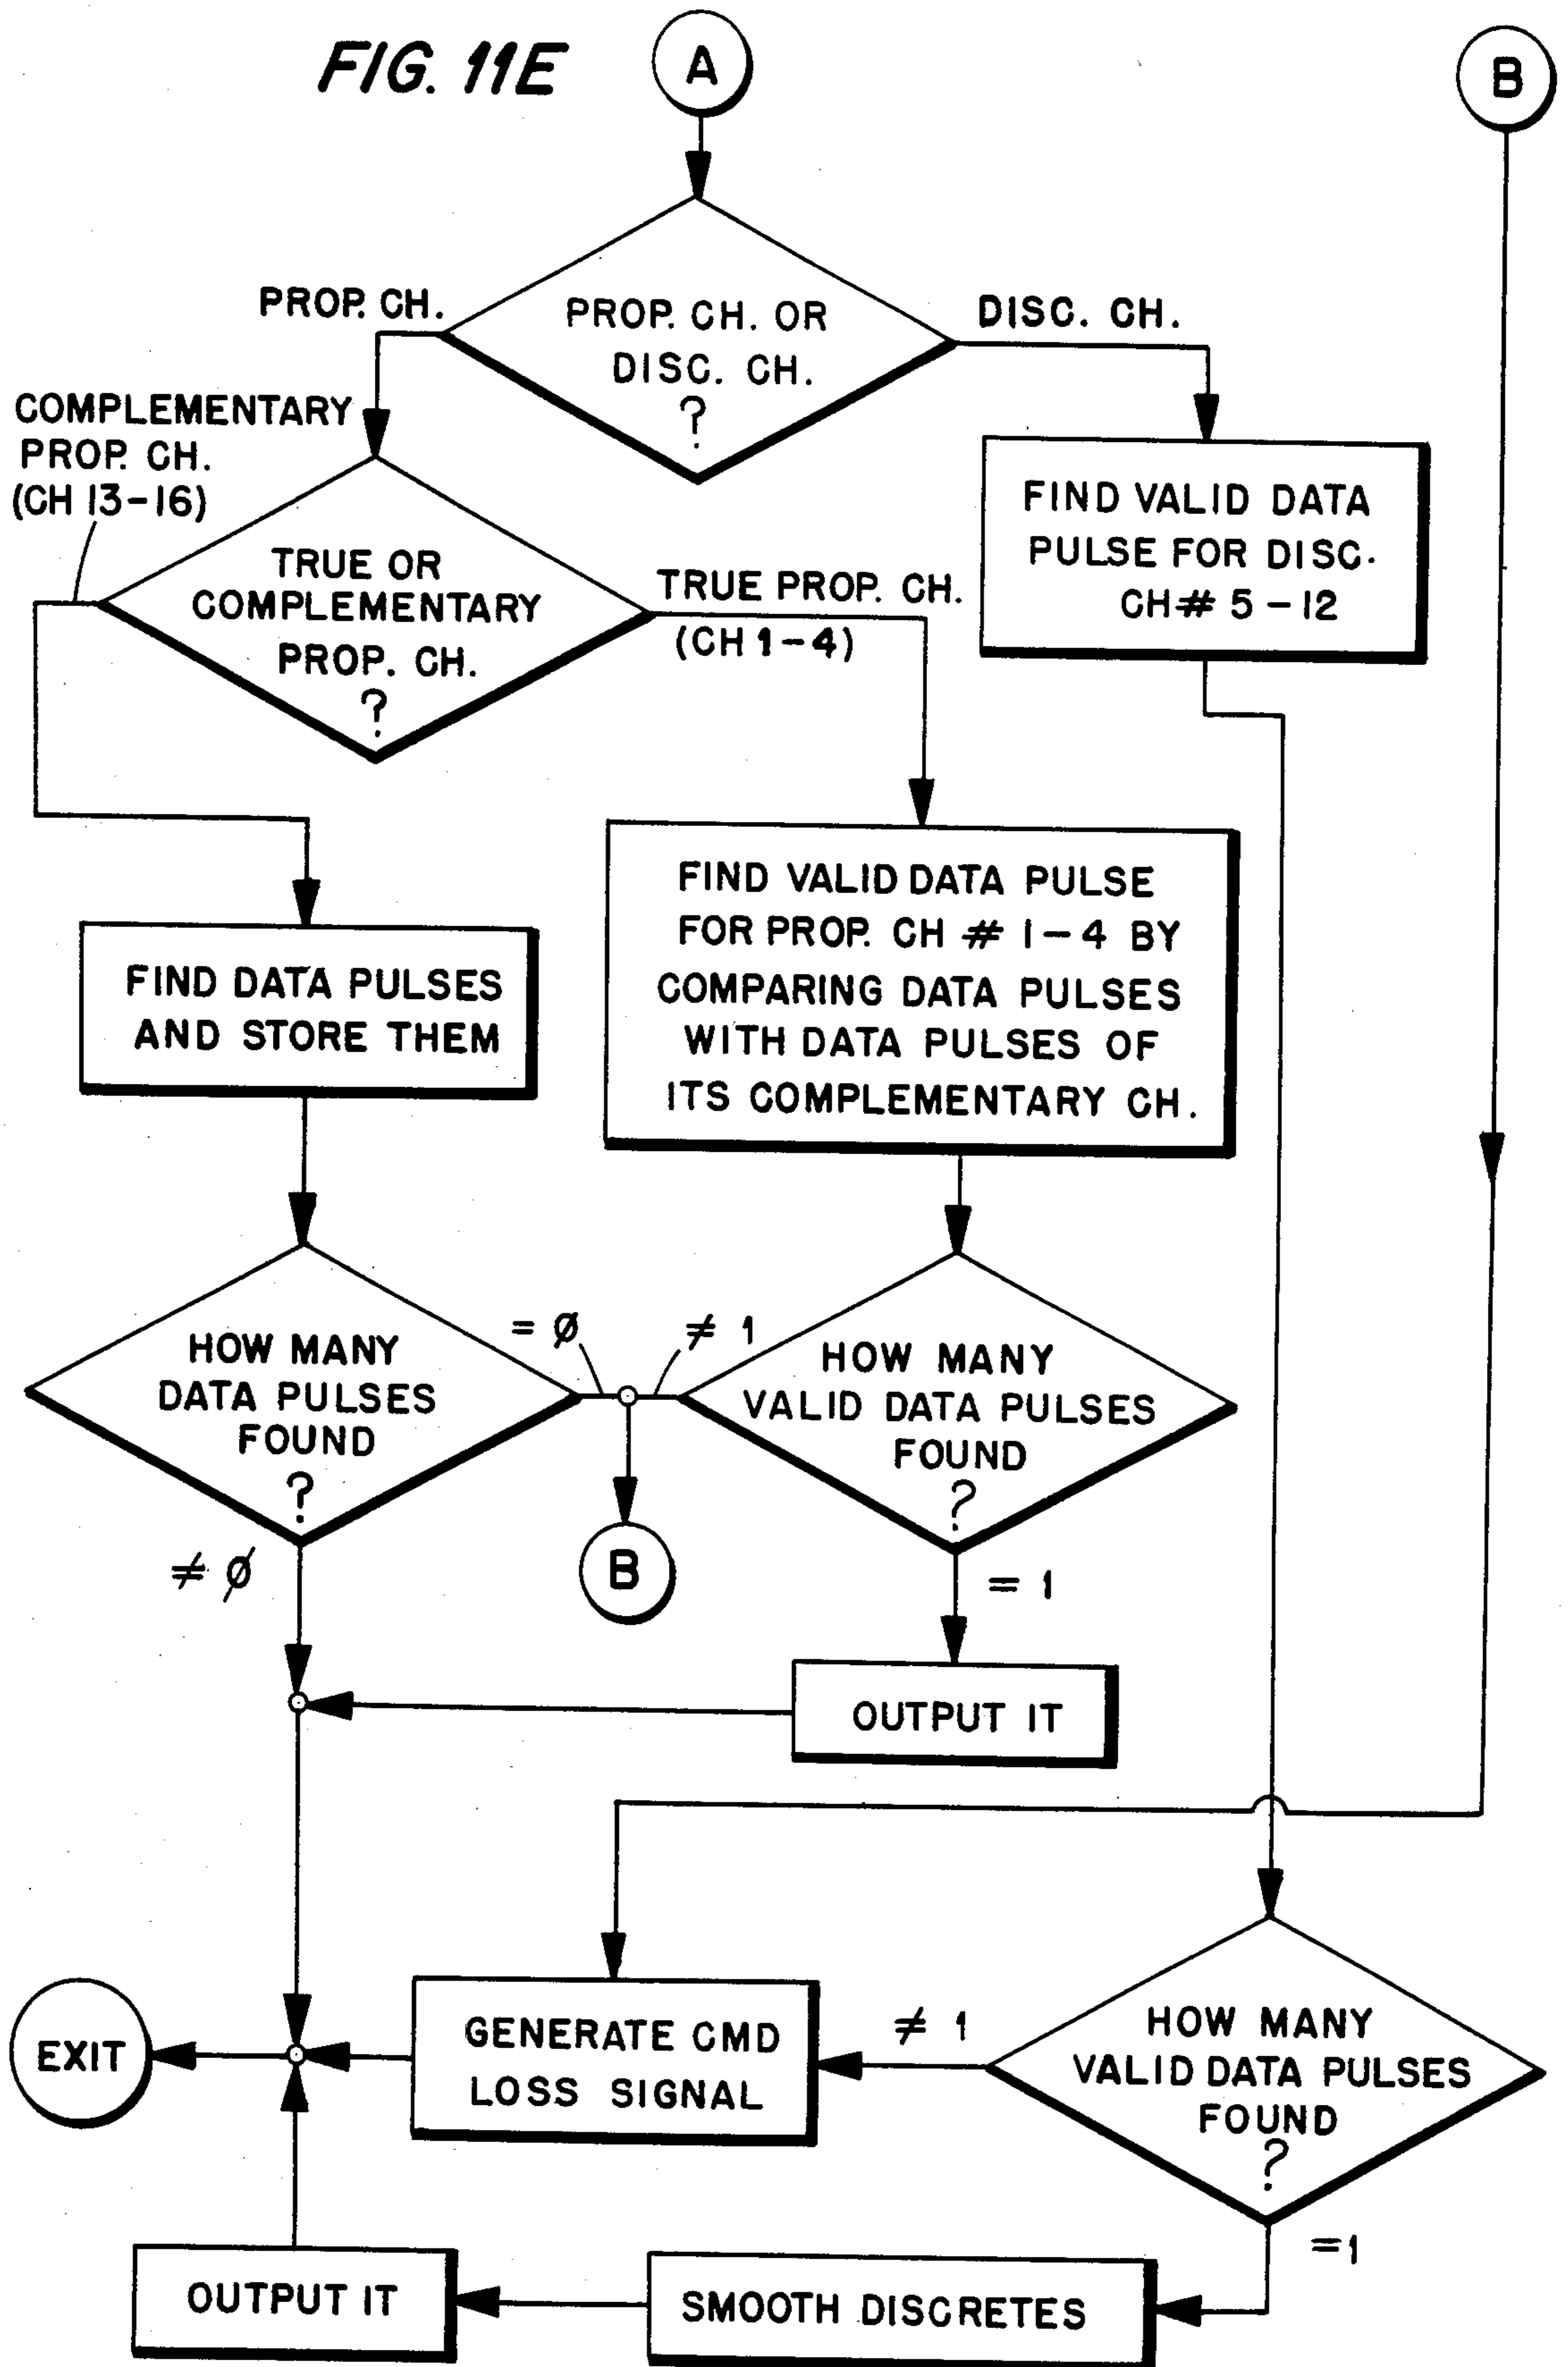 FIG. 11E
A
B
PROP. CH.
PROP. CH. OR
DISC. CH.
?
DISC. CH.
COMPLEMENTARY
PROP. CH.
(CH 13-16)
TRUE OR
COMPLEMENTARY
PROP. CH.
?
TRUE PROP. CH.
(CH 1-4)
FIND VALID DATA
PULSE FOR DISC.
CH# 5-12
FIND DATA PULSES
AND STORE THEM
FIND VALID DATA PULSE
FOR PROP. CH # 1-4 BY
COMPARING DATA PULSES
WITH DATA PULSES OF
ITS COMPLEMENTARY CH.
HOW MANY
DATA PULSES
FOUND
?
= Ø
≠ 1
HOW MANY
VALID DATA PULSES
FOUND
?
≠ Ø
B
= 1
OUTPUT IT
EXIT
GENERATE CMD
LOSS SIGNAL
≠ 1
HOW MANY
VALID DATA PULSES
FOUND
?
=1
OUTPUT IT
SMOOTH DISCRETES